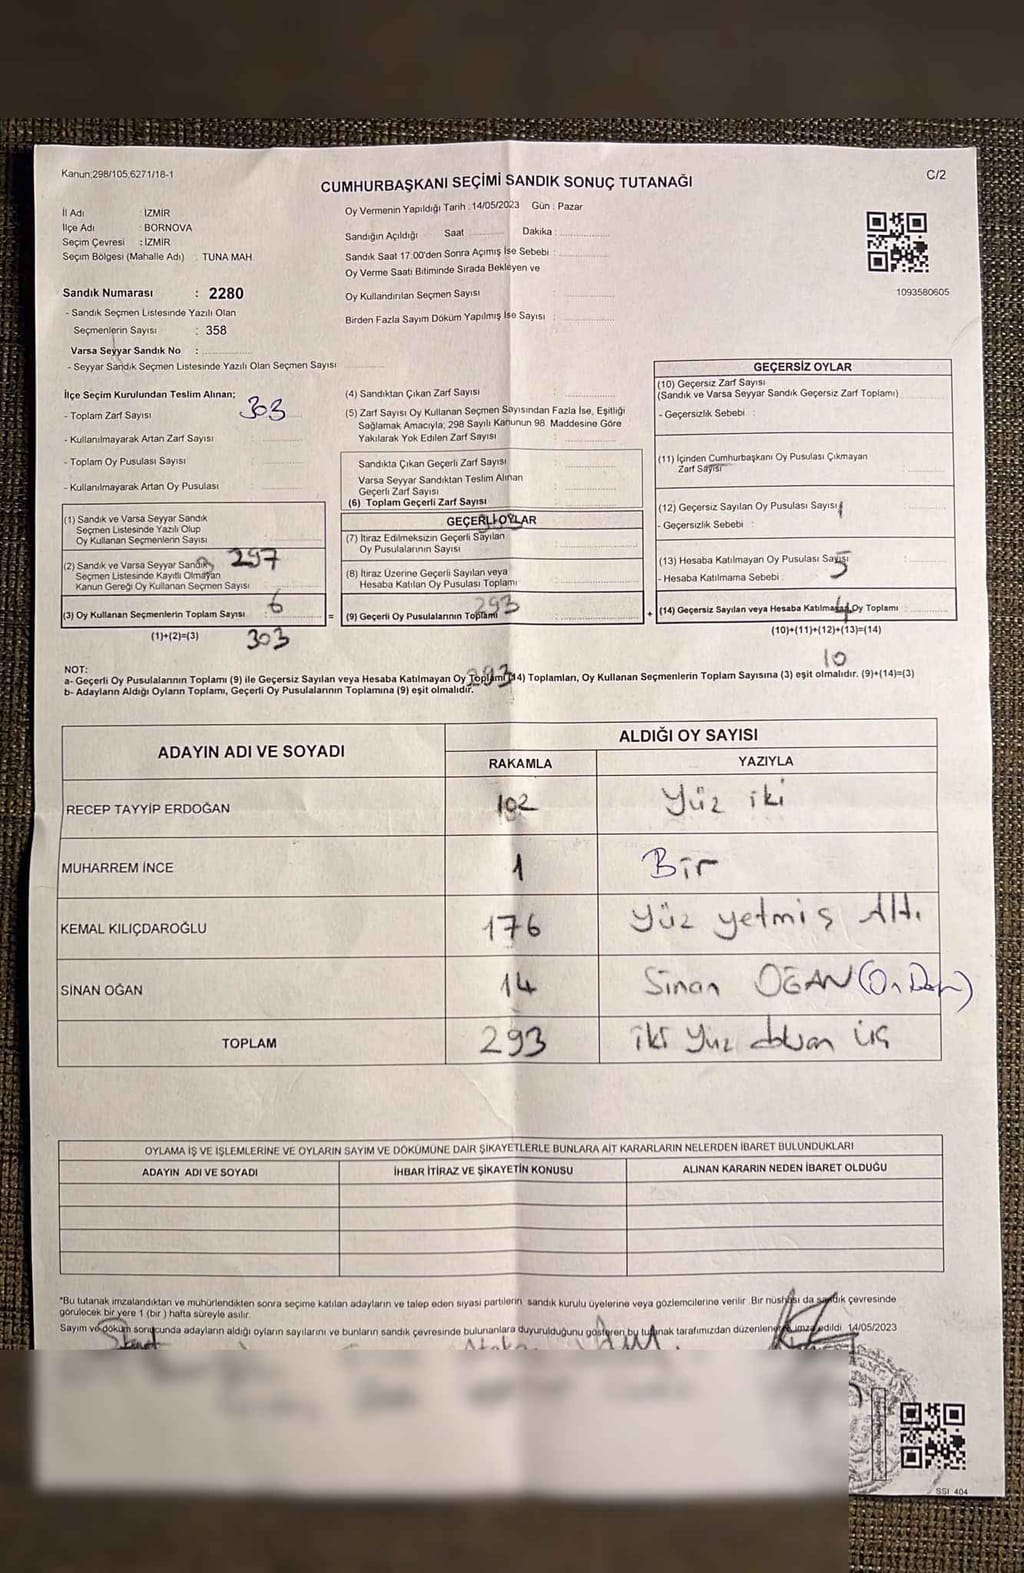 Kanun;298/105,6271/18-1
C/2
CUMHURBAŞKANI SEÇİMİ SANDIK SONUÇ TUTANAĞI
İl Adı : İZMİR
İlçe Adı : BORNOVA
Seçim Çevresi : İZMİR
Seçim Bölgesi (Mahalle Adı) : TUNA MAH.
Oy Vermenin Yapıldığı Tarih :14/05/2023 Gün : Pazar
Sandığın Açıldığı Saat Dakika :
Sandık Saat 17.00'den Sonra Açımış İse Sebebi :
Oy Verme Saati Bitiminde Sırada Bekleyen ve
Oy Kullandırılan Seçmen Sayısı
Birden Fazla Sayım Döküm Yapılmış İse Sayısı
1093580605
Sandık Numarası : 2280
- Sandık Seçmen Listesinde Yazılı Olan
Seçmenlerin Sayısı : 358
Varsa Seyyar Sandık No :
- Seyyar Sandık Seçmen Listesinde Yazılı Olan Seçmen Sayısı
İlçe Seçim Kurulundan Teslim Alınan;
- Toplam Zarf Sayısı 303
- Kullanılmayarak Artan Zarf Sayısı
- Toplam Oy Pusulası Sayısı
- Kullanılmayarak Artan Oy Pusulası
(4) Sandıktan Çıkan Zarf Sayısı
(5) Zarf Sayısı Oy Kullanan Seçmen Sayısından Fazla İse, Eşitliği
Sağlamak Amacıyla; 298 Sayılı Kanunun 98. Maddesine Göre
Yakılarak Yok Edilen Zarf Sayısı
Sandıkta Çıkan Geçerli Zarf Sayısı
Varsa Seyyar Sandıktan Teslim Alınan
Geçerli Zarf Sayısı
(6) Toplam Geçerli Zarf Sayısı
GEÇERSİZ OYLAR
(10) Geçersiz Zarf Sayısı
(Sandık ve Varsa Seyyar Sandık Geçersiz Zarf Toplamı)
- Geçersizlik Sebebi :
(11) İçinden Cumhurbaşkanı Oy Pusulası Çıkmayan
Zarf Sayısı
(12) Geçersiz Sayılan Oy Pusulası Sayısı 1
- Geçersizlik Sebebi :
(13) Hesaba Katılmayan Oy Pusulası Sayısı 5
- Hesaba Katılmama Sebebi
(14) Geçersiz Sayılan veya Hesaba Katılmayan Oy Toplamı 4
(10)+(11)+(12)+(13)=(14)
10
(1) Sandık ve Varsa Seyyar Sandık
Seçmen Listesinde Yazılı Olup
Oy Kullanan Seçmenlerin Sayısı
(2) Sandık ve Varsa Seyyar Sandık 297
Seçmen Listesinde Kayıtlı Olmayan
Kanun Gereği Oy Kullanan Seçmen Sayısı
(3) Oy Kullanan Seçmenlerin Toplam Sayısı 6 =
(1)+(2)=(3) 303
GEÇERLİ OYLAR
(7) İtiraz Edilmeksizin Geçerli Sayılan
Oy Pusulalarının Sayısı
(8) İtiraz Üzerine Geçerli Sayılan veya
Hesaba Katılan Oy Pusulası Toplamı
(9) Geçerli Oy Pusulalarının Toplamı 293 +
NOT:
a- Geçerli Oy Pusulalarının Toplamı (9) ile Geçersiz Sayılan veya Hesaba Katılmayan Oy Toplamı (14) Toplamları, Oy Kullanan Seçmenlerin Toplam Sayısına (3) eşit olmalıdır. (9)+(14)=(3)
293
b- Adayların Aldığı Oyların Toplamı, Geçerli Oy Pusulalarının Toplamına (9) eşit olmalıdır.
ADAYIN ADI VE SOYADI ALDIĞI OY SAYISI
RAKAMLA YAZIYLA
RECEP TAYYİP ERDOĞAN 102 Yüz iki
MUHARREM İNCE 1 Bir
KEMAL KILIÇDAROĞLU 176 Yüz yetmiş Altı
SİNAN OĞAN 14 Sinan OĞAN
TOPLAM 293 iki Yüz doksan üç
OYLAMA İŞ VE İŞLEMLERİNE VE OYLARIN SAYIM VE DÖKÜMÜNE DAİR ŞİKAYETLERLE BUNLARA AİT KARARLARIN NELERDEN İBARET BULUNDUKLARI
ADAYIN ADI VE SOYADI İHBAR İTİRAZ VE ŞİKAYETİN KONUSU ALINAN KARARIN NEDEN İBARET OLDUĞU
*Bu tutanak imzalandıktan ve mühürlendikten sonra seçime katılan adayların ve talep eden siyasi partilerin sandık kurulu üyelerine veya gözlemcilerine verilir .Bir nüshası da sandık çevresinde
görülecek bir yere 1 (bir ) hafta süreyle asılır.
Sayım ve döküm sonucunda adayların aldığı oyların sayılarını ve bunların sandık çevresinde bulunanlara duyurulduğunu gösteren bu tutanak tarafımızdan düzenlenerek imza edildi. 14/05/2023
SSI 404